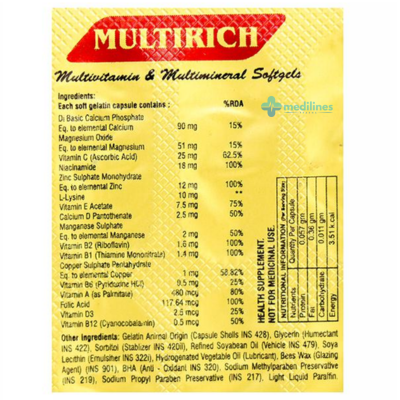 MULTIRICH
Multivitamin & Multimineral Softgels
medilines
Ingredients:
Each soft gelatin capsule contains : %RDA
Di Basic Calcium Phosphate
Eq. to elemental Calcium 90 mg 15%
Magnesium Oxide
Eq. to elemental Magnesium 51 mg 15%
Vitamin C (Ascorbic Acid) 25 mg 62.5%
Niacinamide 18 mg 100%
Zinc Sulphate Monohydrate
Eq. to elemental Zinc 12 mg 100%
L-Lysine 10 mg **
Vitamin E Acetate 7.5 mg 75%
Calcium D Pantothenate 2.5 mg 50%
Manganese Sulphate
Eq. to elemental Manganese 2 mg 50%
Vitamin B2 (Riboflavin) 1.6 mg 100%
Vitamin B1 (Thiamine Mononitrate) 1.4 mg 100%
Copper Sulphate Pentahydrate
Eq. to elemental Copper 1 mg 58.82%
Vitamin B6 (Pyridoxine HCl) 0.5 mg 25%
Vitamin A (as Palmitate) 480 mcg 80%
Folic Acid 117.64 mcg 100%
Vitamin D3 2.5 mcg 25%
Vitamin B12 (Cyanocobalamin) 0.5 mcg 50%
Other Ingredients: Gelatin Animal Origin (Capsule Shells INS 428), Glycerin (Humectant
INS 422), Sorbitol (Stabilizer INS 420ii), Refined Soyabean Oil (Vehicle INS 479), Soya
Lecithin (Emulsifier INS 322i), Hydrogenated Vegetable Oil (Lubricant), Bees Wax (Glazing
Agent) (INS 901), BHA (Anti - Oxidant INS 320), Sodium Methylparaben Preservative
(INS 219), Sodium Propyl Paraben Preservative (INS 217), Light Liquid Paraffin.
HEALTH SUPPLEMENT.
NOT FOR MEDICINAL USE.
NUTRITIONAL INFORMATION (Per Serving Size)
Nutrients Quantity Per Capsule
Protein 0.057 gm
Fat 0.36 gm
Carbohydrate 0.011 gm
Energy 3.51 k.cal